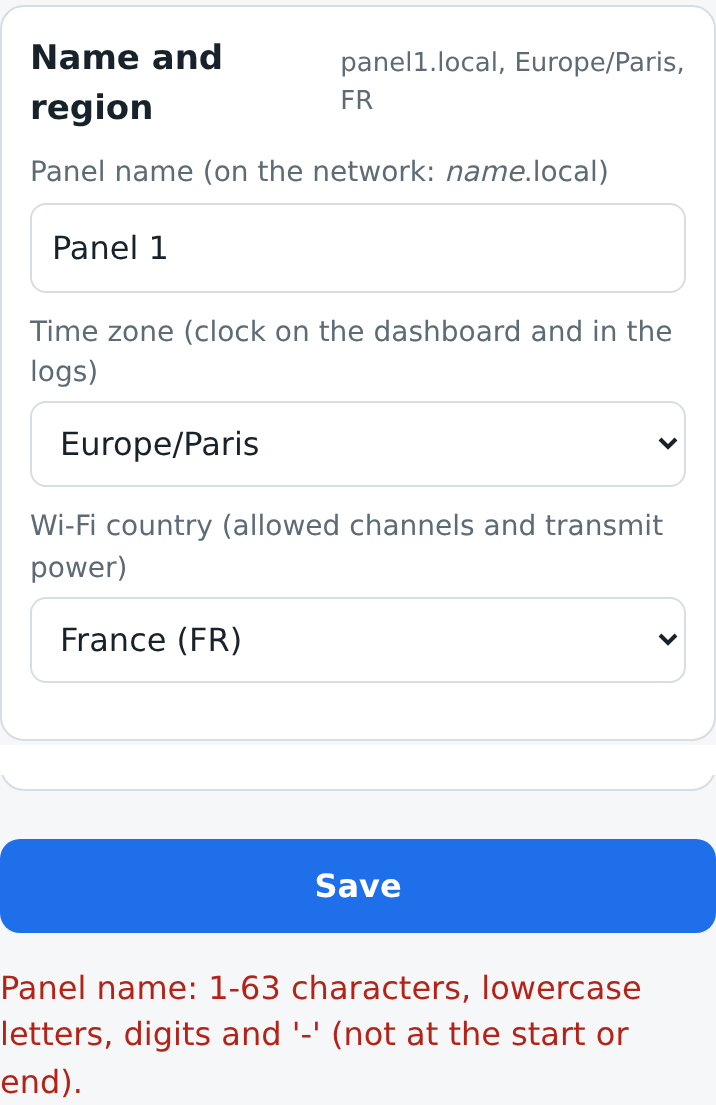 Name and
region
panel1.local, Europe/Paris,
FR
Panel name (on the network: name.local)
Panel 1
Time zone (clock on the dashboard and in the
logs)
Europe/Paris
Wi-Fi country (allowed channels and transmit
power)
France (FR)
Save
Panel name: 1-63 characters, lowercase
letters, digits and '-' (not at the start or
end).